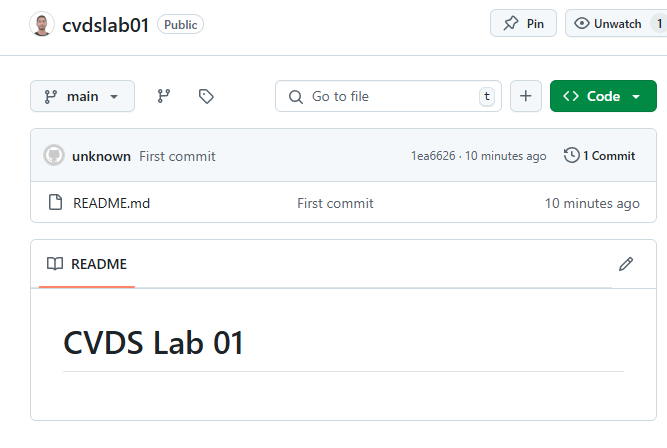 cvdslab01 Public Pin Unwatch 1
main Go to file t Code
unknown First commit 1ea6626 · 10 minutes ago 1 Commit
README.md First commit 10 minutes ago
README
CVDS Lab 01